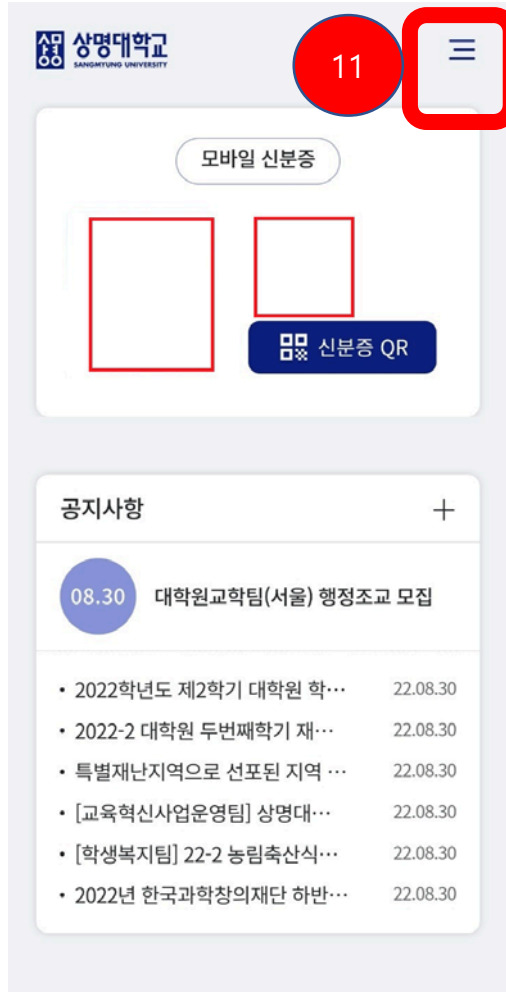 상명
상명대학교
SANGMYUNG UNIVERSITY
11
모바일 신분증
신분증 QR
공지사항
08.30 대학원교학팀(서울) 행정조교 모집
• 2022학년도 제2학기 대학원 학··· 22.08.30
• 2022-2 대학원 두번째학기 재··· 22.08.30
• 특별재난지역으로 선포된 지역 ··· 22.08.30
• [교육혁신사업운영팀] 상명대··· 22.08.30
• [학생복지팀] 22-2 농림축산식··· 22.08.30
• 2022년 한국과학창의재단 하반··· 22.08.30